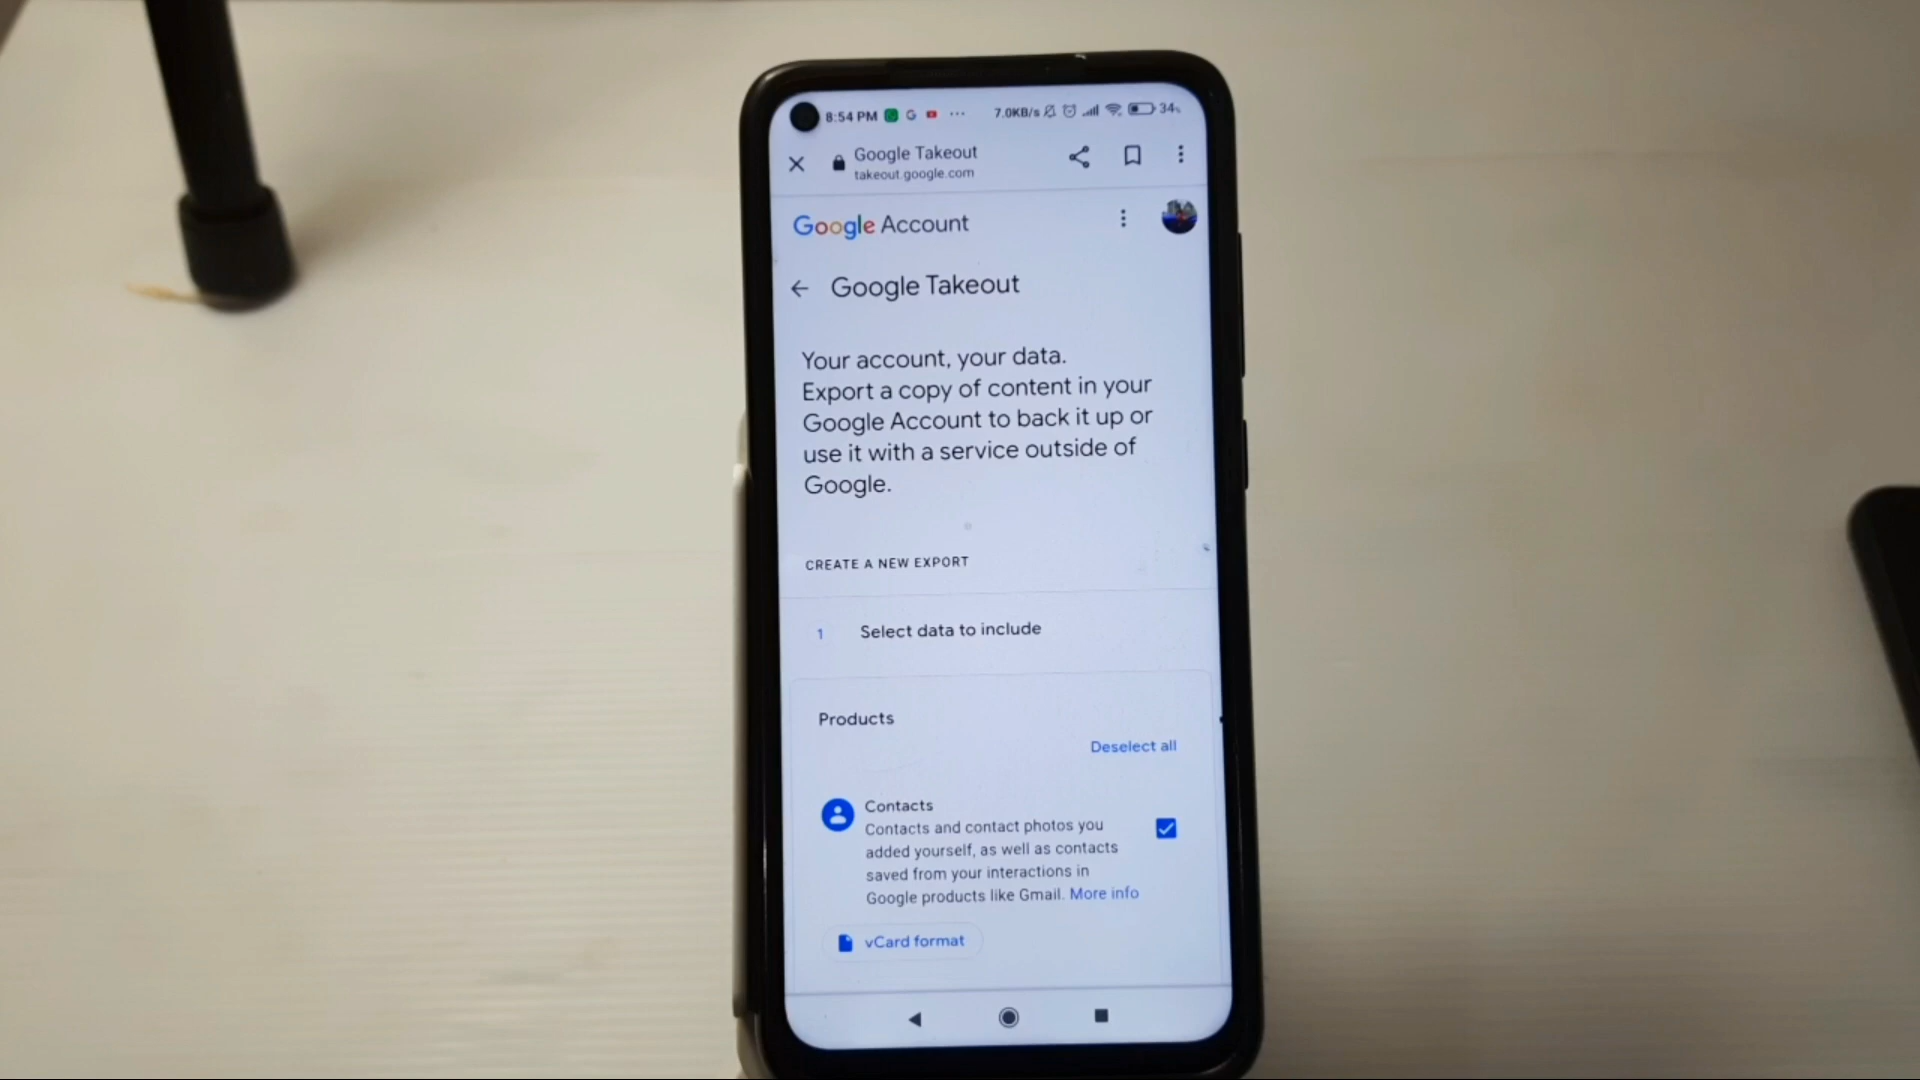 8:54 PM 7.0KB/s 34%
Google Takeout
takeout.google.com
Google Account
Google Takeout
Your account, your data.
Export a copy of content in your
Google Account to back it up or
use it with a service outside of
Google.
CREATE A NEW EXPORT
1 Select data to include
Products
Deselect all
Contacts
Contacts and contact photos you
added yourself, as well as contacts
saved from your interactions in
Google products like Gmail. More info
vCard format